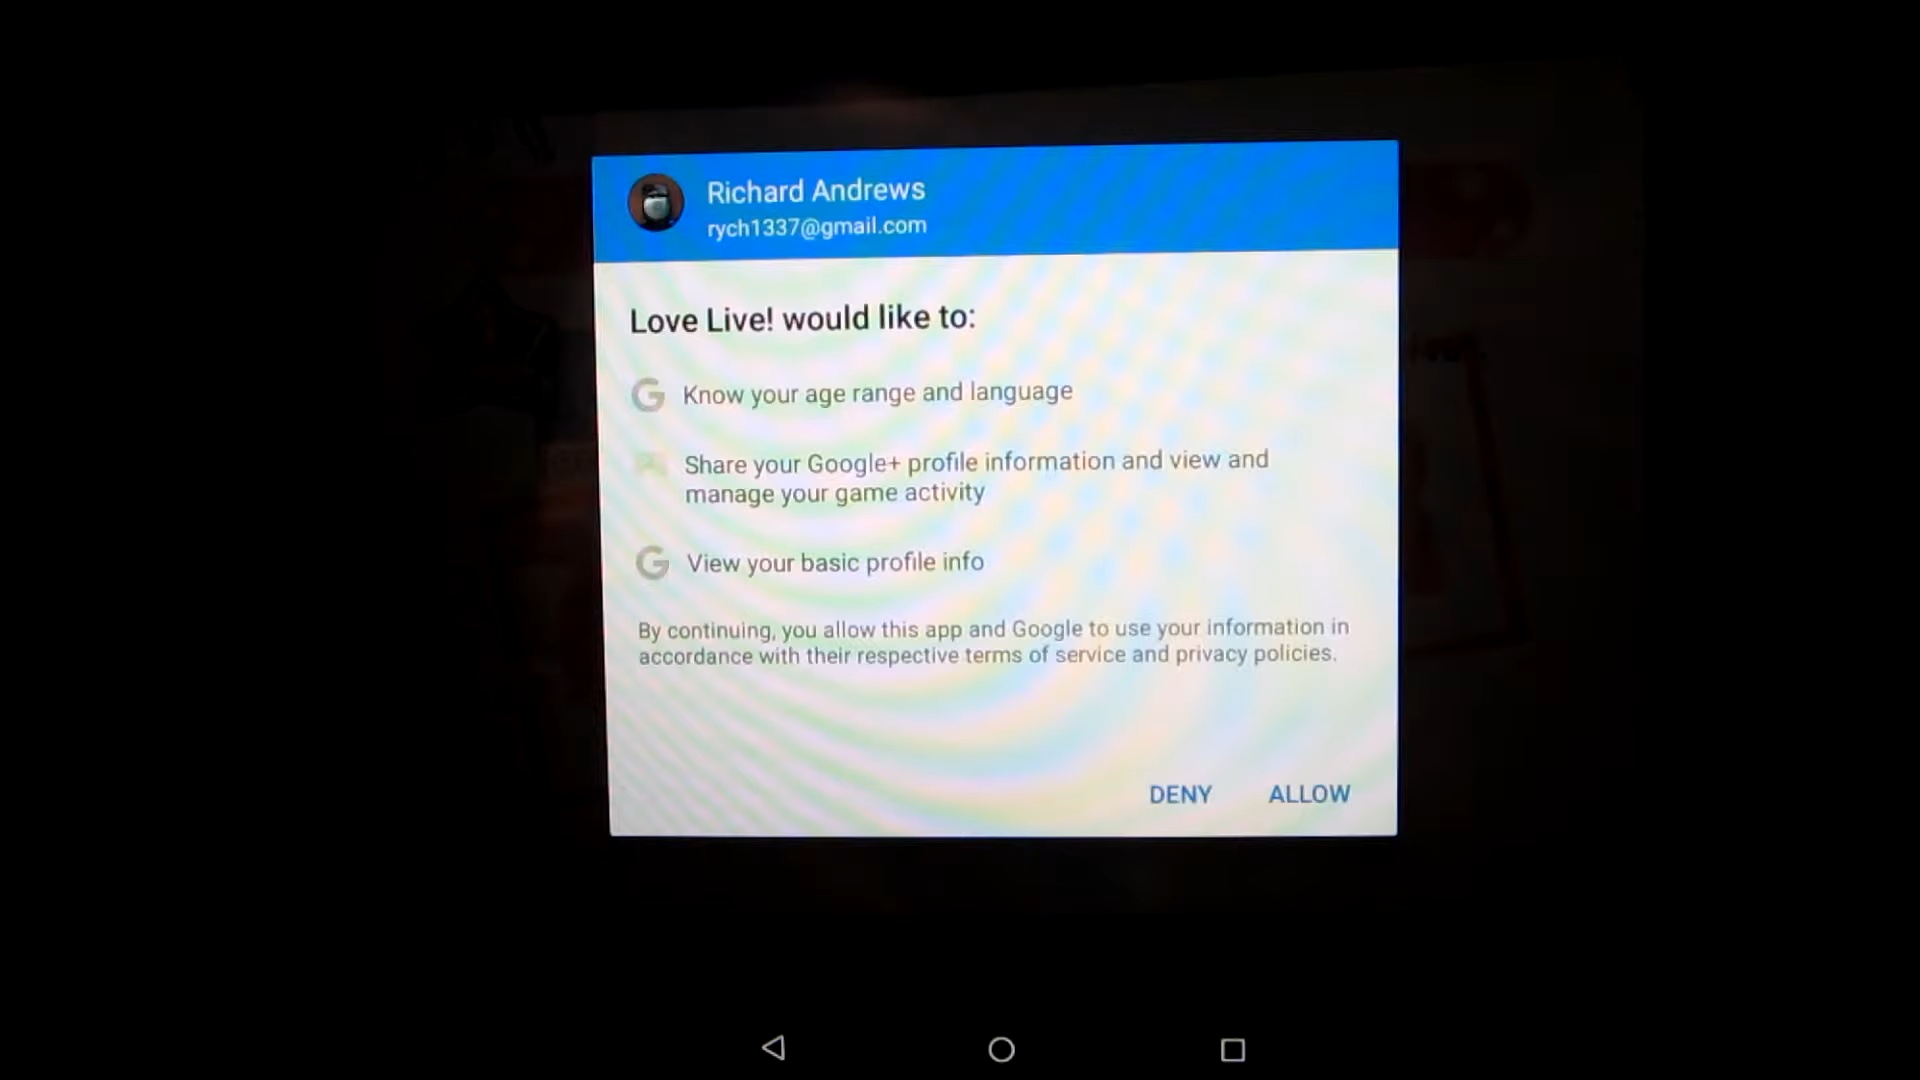 Richard Andrews
rych1337@gmail.com
Love Live! would like to:
Know your age range and language
Share your Google+ profile information and view and
manage your game activity
View your basic profile info
By continuing, you allow this app and Google to use your information in
accordance with their respective terms of service and privacy policies.
DENY ALLOW